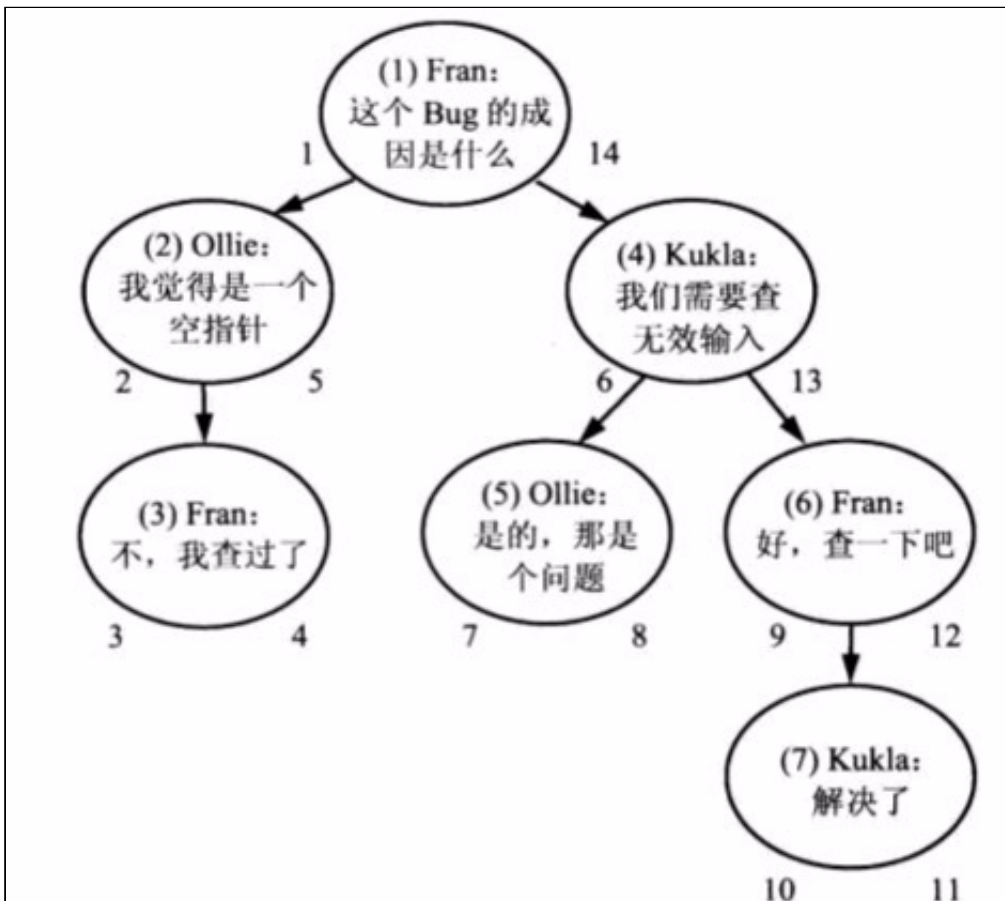 (1) Fran：
这个 Bug 的成
因是什么
1
14
(2) Ollie：
我觉得是一个
空指针
2
5
(4) Kukla：
我们需要查
无效输入
6
13
(3) Fran：
不，我查过了
3
4
(5) Ollie：
是的，那是
个问题
7
8
(6) Fran：
好，查一下吧
9
12
(7) Kukla：
解决了
10
11